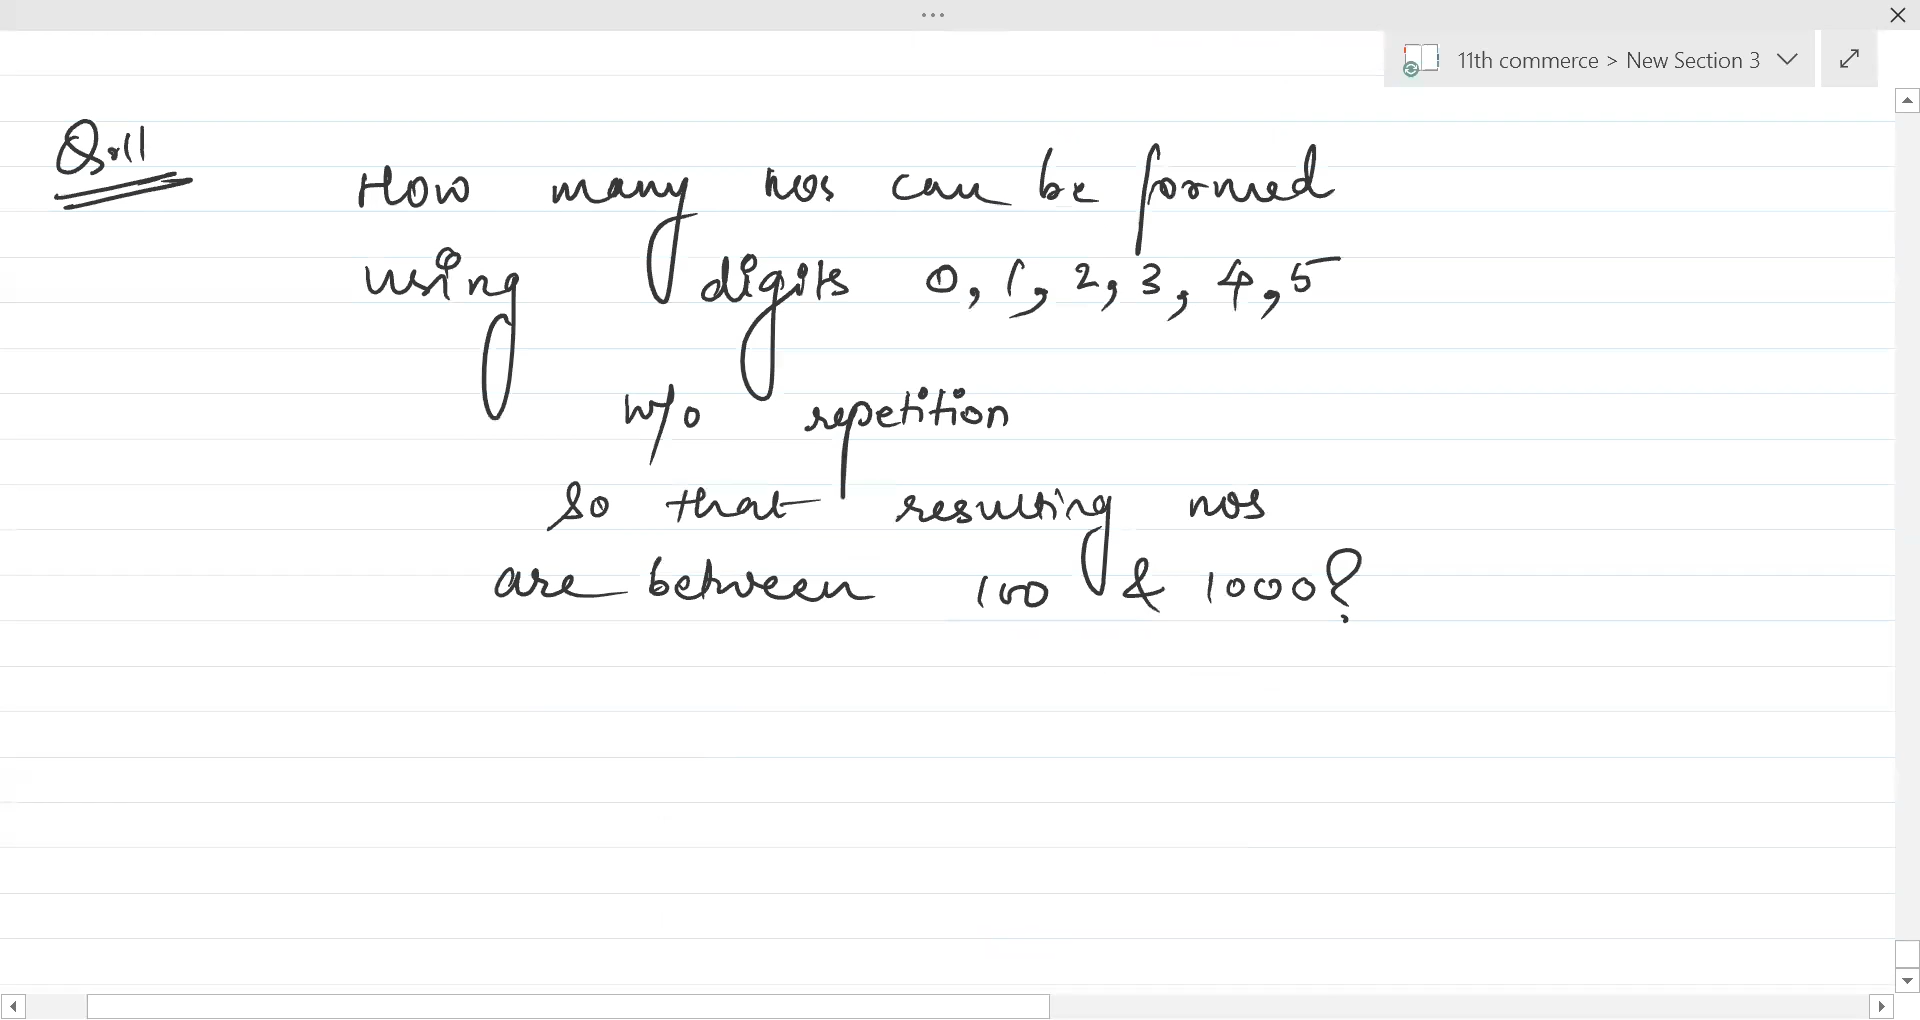 11th commerce > New Section 3
Q.11
How many nos can be formed
using digits 0, 1, 2, 3, 4, 5
w/o repetition
so that resulting nos
are between 100 & 1000?